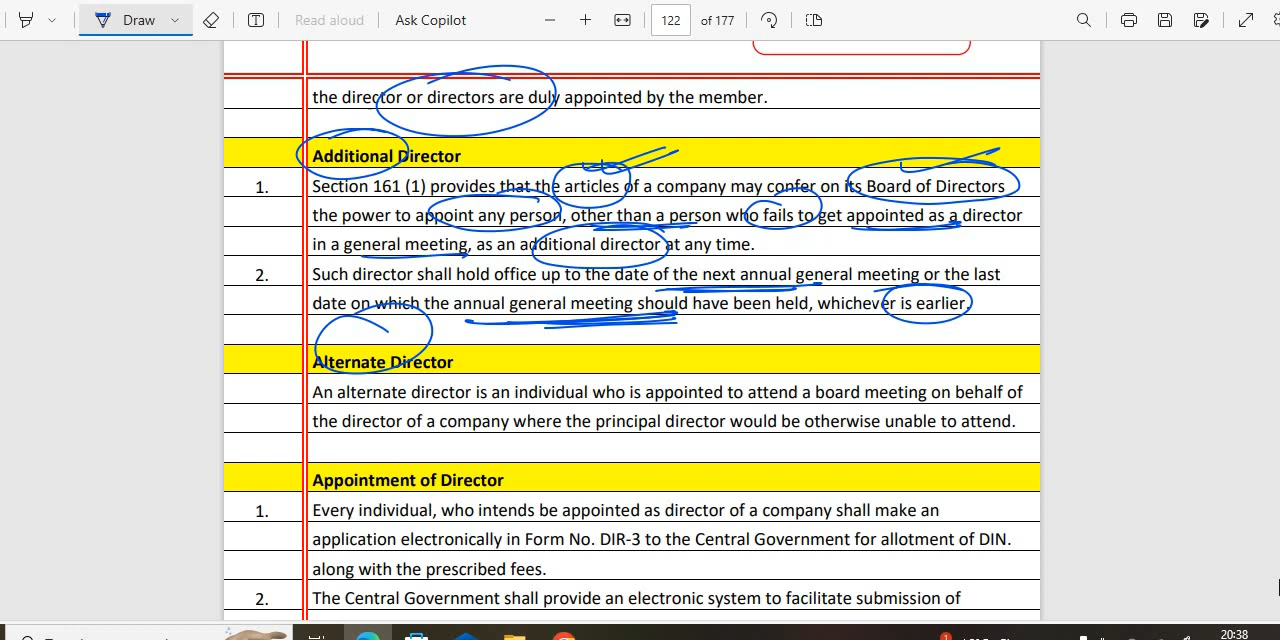 Draw
Read aloud
Ask Copilot
122
of 177
the director or directors are duly appointed by the member.
Additional Director
1.
Section 161 (1) provides that the articles of a company may confer on its Board of Directors
the power to appoint any person, other than a person who fails to get appointed as a director
in a general meeting, as an additional director at any time.
2.
Such director shall hold office up to the date of the next annual general meeting or the last
date on which the annual general meeting should have been held, whichever is earlier.
Alternate Director
An alternate director is an individual who is appointed to attend a board meeting on behalf of
the director of a company where the principal director would be otherwise unable to attend.
Appointment of Director
1.
Every individual, who intends be appointed as director of a company shall make an
application electronically in Form No. DIR-3 to the Central Government for allotment of DIN.
along with the prescribed fees.
2.
The Central Government shall provide an electronic system to facilitate submission of
1
20:38